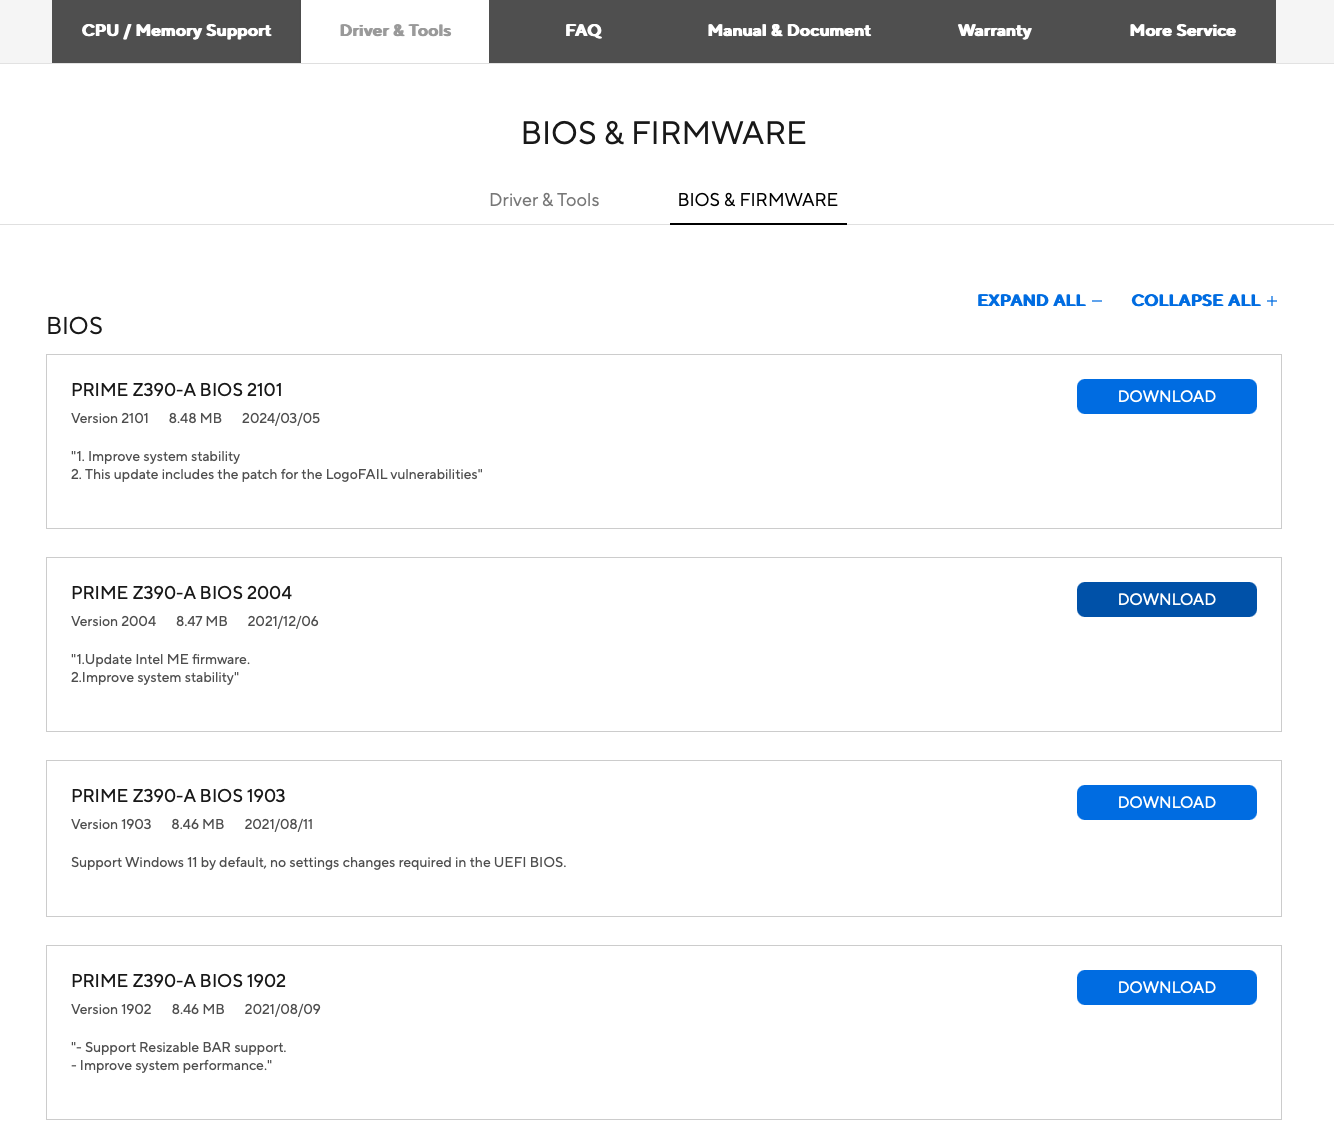 CPU / Memory Support
Driver & Tools
FAQ
Manual & Document
Warranty
More Service
BIOS & FIRMWARE
Driver & Tools
BIOS & FIRMWARE
EXPAND ALL −
COLLAPSE ALL +
BIOS
PRIME Z390-A BIOS 2101
DOWNLOAD
Version 2101 8.48 MB 2024/03/05
"1. Improve system stability
2. This update includes the patch for the LogoFAIL vulnerabilities"
PRIME Z390-A BIOS 2004
DOWNLOAD
Version 2004 8.47 MB 2021/12/06
"1.Update Intel ME firmware.
2.Improve system stability"
PRIME Z390-A BIOS 1903
DOWNLOAD
Version 1903 8.46 MB 2021/08/11
Support Windows 11 by default, no settings changes required in the UEFI BIOS.
PRIME Z390-A BIOS 1902
DOWNLOAD
Version 1902 8.46 MB 2021/08/09
"- Support Resizable BAR support.
- Improve system performance."